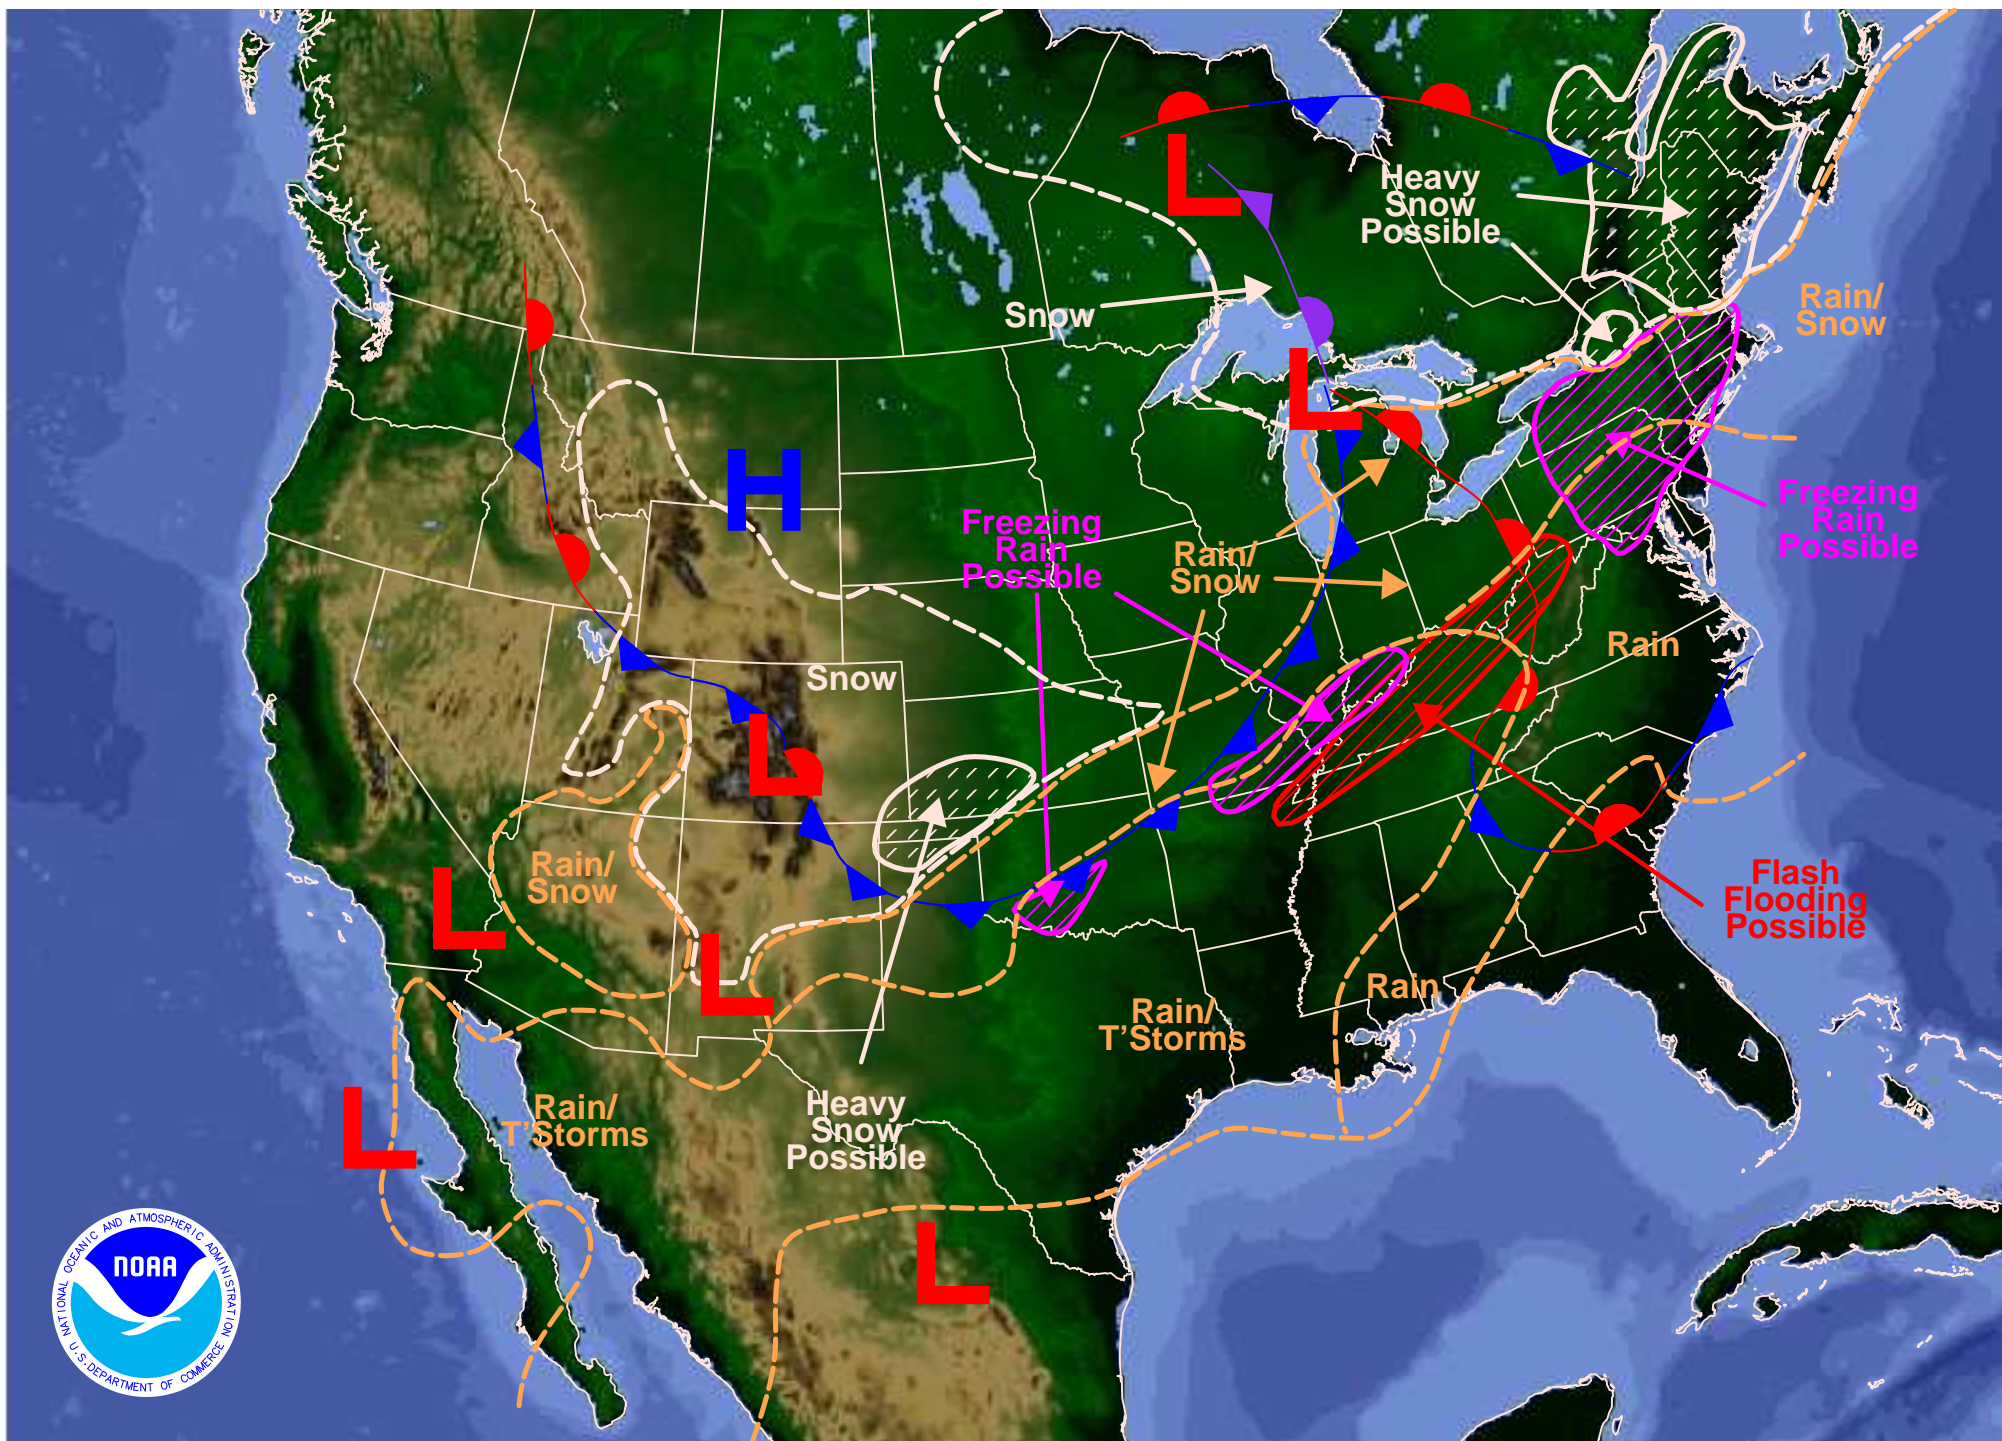 Heavy
Snow
Possible
Snow
Rain/
Snow
L
L
H
Freezing
Rain
Possible
Rain/
Snow
Freezing
Rain
Possible
Rain
Snow
L
Rain/
Snow
L
L
Flash
Flooding
Possible
Rain
Rain/
T'Storms
Rain/
T'Storms
Heavy
Snow
Possible
L
L
NOAA
NATIONAL OCEANIC AND ATMOSPHERIC ADMINISTRATION
U.S. DEPARTMENT OF COMMERCE